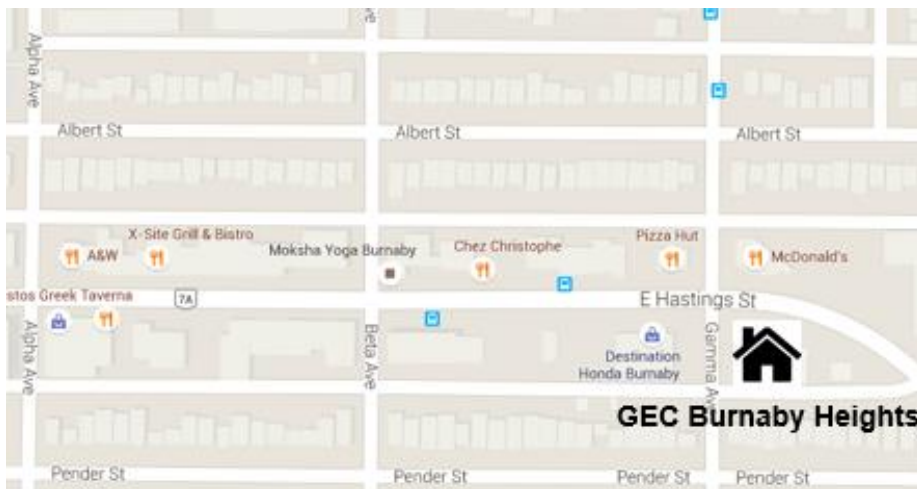 Alpha Ave
Ave
Albert St
Albert St
Albert St
X-Site Grill & Bistro
A&W
Moksha Yoga Burnaby
Chez Christophe
Pizza Hut
McDonald's
stos Greek Taverna
7A
E Hastings St
Alpha Ave
Beta Ave
Gamma Av
Destination
Honda Burnaby
GEC Burnaby Heights
Pender St
Pender St
Pender St
Pender St